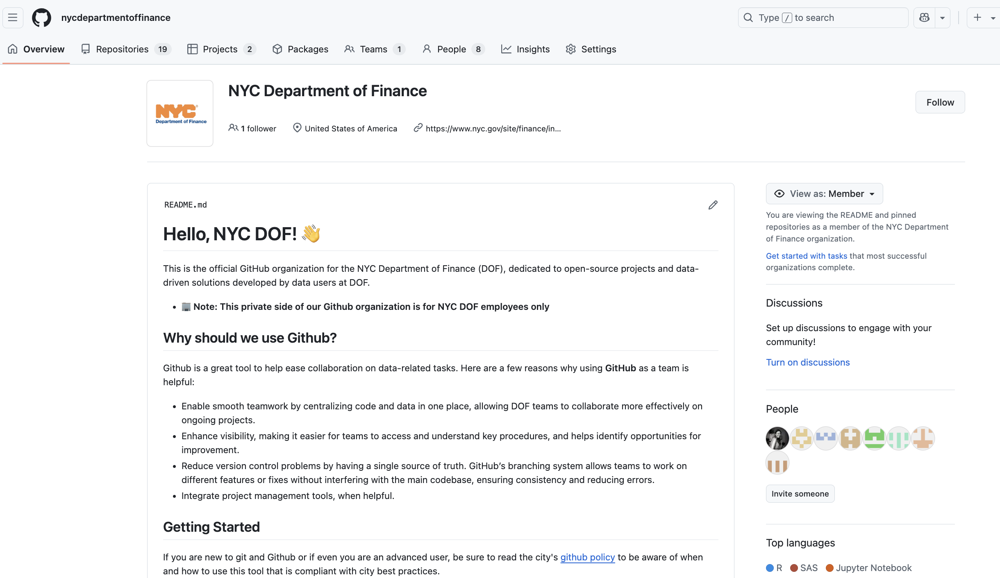 nycdepartmentoffinance
Type / to search
Overview
Repositories 19
Projects 2
Packages
Teams 1
People 8
Insights
Settings
NYC®
Department of Finance
NYC Department of Finance
1 follower
United States of America
https://www.nyc.gov/site/finance/in...
Follow
README.md
Hello, NYC DOF! 👋
This is the official GitHub organization for the NYC Department of Finance (DOF), dedicated to open-source projects and data-
driven solutions developed by data users at DOF.
• 🏢 Note: This private side of our Github organization is for NYC DOF employees only
Why should we use Github?
Github is a great tool to help ease collaboration on data-related tasks. Here are a few reasons why using GitHub as a team is
helpful:
• Enable smooth teamwork by centralizing code and data in one place, allowing DOF teams to collaborate more effectively on
ongoing projects.
• Enhance visibility, making it easier for teams to access and understand key procedures, and helps identify opportunities for
improvement.
• Reduce version control problems by having a single source of truth. GitHub’s branching system allows teams to work on
different features or fixes without interfering with the main codebase, ensuring consistency and reducing errors.
• Integrate project management tools, when helpful.
Getting Started
If you are new to git and Github or if even you are an advanced user, be sure to read the city's github policy to be aware of when
and how to use this tool that is compliant with city best practices.
View as: Member
You are viewing the README and pinned
repositories as a member of the NYC Department
of Finance organization.
Get started with tasks that most successful
organizations complete.
Discussions
Set up discussions to engage with your
community!
Turn on discussions
People
Invite someone
Top languages
R SAS Jupyter Notebook